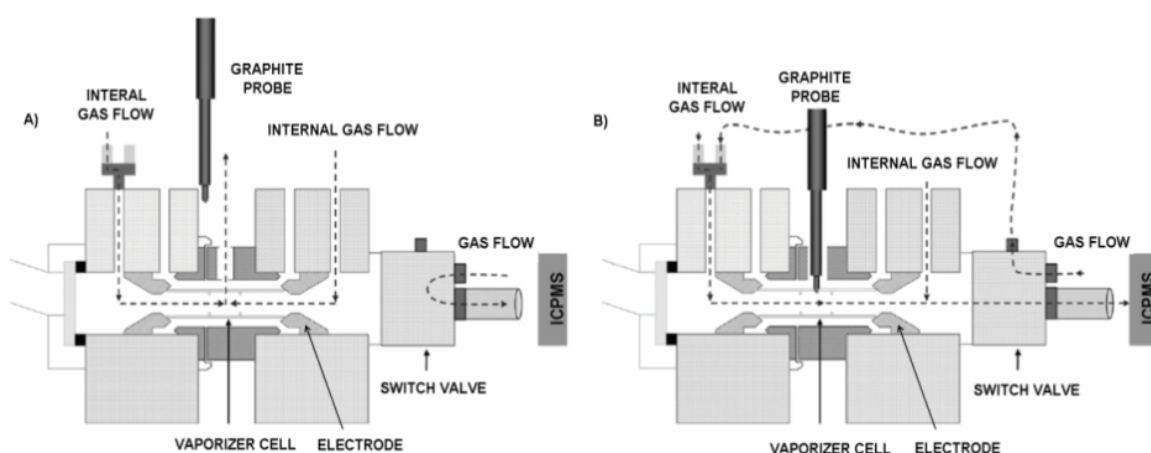 A)
INTERAL
GAS FLOW
GRAPHITE
PROBE
INTERNAL GAS FLOW
GAS FLOW
ICPMS
SWITCH VALVE
VAPORIZER CELL
ELECTRODE
B)
INTERAL
GAS FLOW
GRAPHITE
PROBE
INTERNAL GAS FLOW
GAS FLOW
ICPMS
SWITCH VALVE
VAPORIZER CELL
ELECTRODE